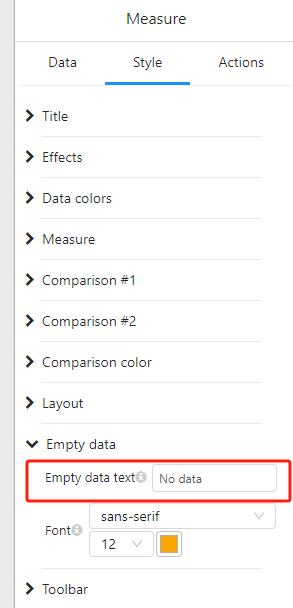 Measure
Data Style Actions
Title
Effects
Data colors
Measure
Comparison #1
Comparison #2
Comparison color
Layout
Empty data
Empty data text No data
Font sans-serif
12
Toolbar